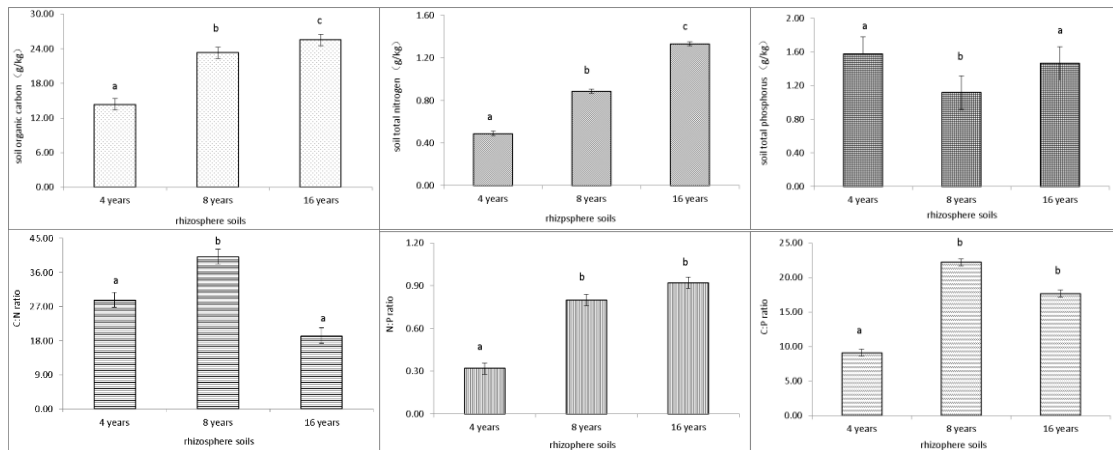 soil organic carbon (g/kg)
30.00
24.00
18.00
12.00
6.00
0.00
a
b
c
4 years
8 years
16 years
rhizosphere soils
soil total nitrogen (g/kg)
1.60
1.20
0.80
0.40
0.00
a
b
c
4 years
8 years
16 years
rhizpsphere soils
soil total phosphorus (g/kg)
2.00
1.60
1.20
0.80
0.40
0.00
a
b
a
4 years
8 years
16 years
rhizosphere soils
C:N ratio
45.00
36.00
27.00
18.00
9.00
0.00
a
b
a
4 years
8 years
16 years
rhizosphere soils
N:P ratio
1.20
0.90
0.60
0.30
0.00
a
b
b
4 years
8 years
16 years
rhizophere soils
C:P ratio
25.00
20.00
15.00
10.00
5.00
0.00
a
b
b
4 years
8 years
16 years
rhizosphere soils